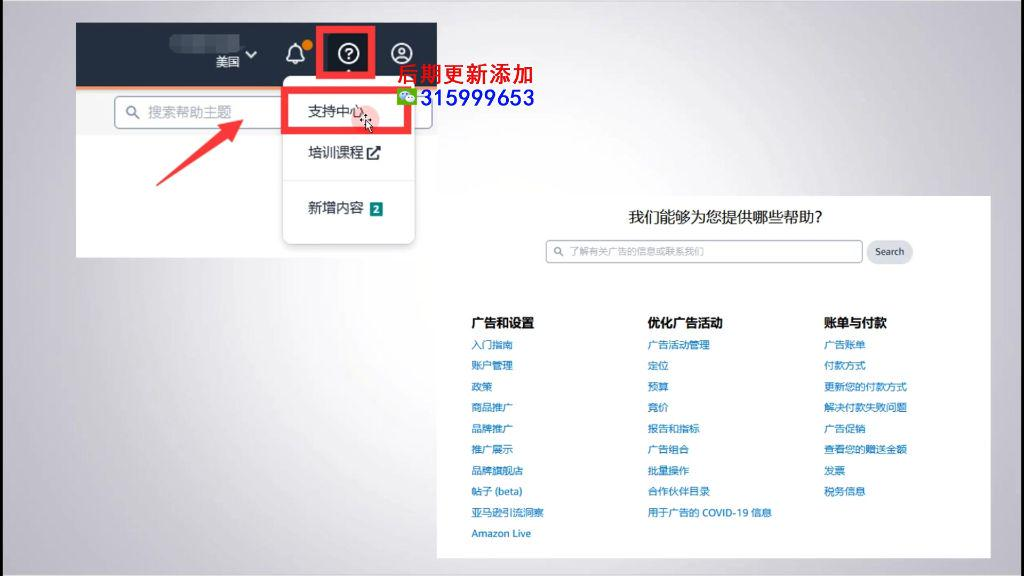 美国
后期更新添加
315999653
搜索帮助主题
支持中心
培训课程
新增内容 2
我们能够为您提供哪些帮助?
了解有关广告的信息或联系我们
Search
广告和设置
入门指南
账户管理
政策
商品推广
品牌推广
推广展示
品牌旗舰店
帖子 (beta)
亚马逊引流洞察
Amazon Live
优化广告活动
广告活动管理
定位
预算
竞价
报告和指标
广告组合
批量操作
合作伙伴目录
用于广告的 COVID-19 信息
账单与付款
广告账单
付款方式
更新您的付款方式
解决付款失败问题
广告促销
查看您的赠送金额
发票
税务信息